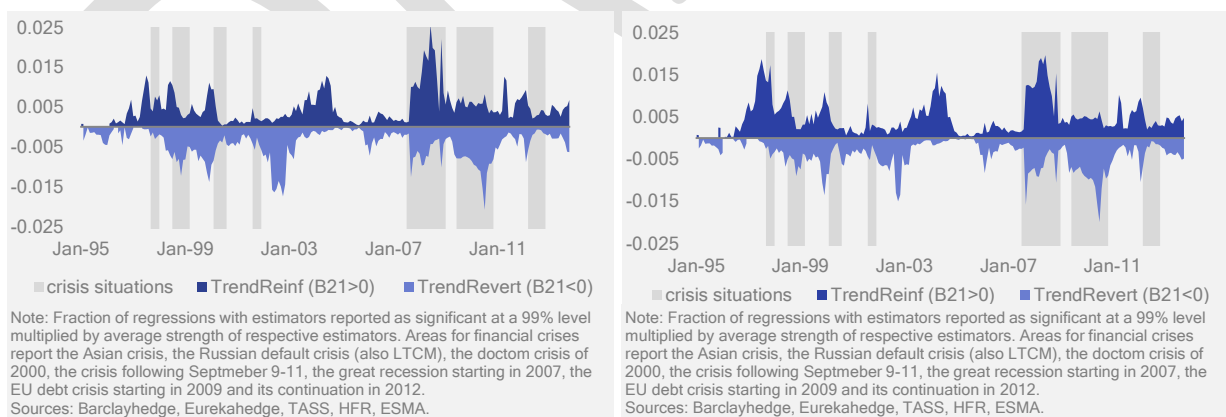 0.025
0.015
0.005
-0.005
-0.015
-0.025
Jan-95 Jan-99 Jan-03 Jan-07 Jan-11
crisis situations TrendReinf (B21>0) TrendRevert (B21<0)
Note: Fraction of regressions with estimators reported as significant at a 99% level
multiplied by average strength of respective estimators. Areas for financial crises
report the Asian crisis, the Russian default crisis (also LTCM), the doctom crisis of
2000, the crisis following Septmeber 9-11, the great recession starting in 2007, the
EU debt crisis starting in 2009 and its continuation in 2012.
Sources: Barclayhedge, Eurekahedge, TASS, HFR, ESMA.
0.025
0.015
0.005
-0.005
-0.015
-0.025
Jan-95 Jan-99 Jan-03 Jan-07 Jan-11
crisis situations TrendReinf (B21>0) TrendRevert (B21<0)
Note: Fraction of regressions with estimators reported as significant at a 99% level
multiplied by average strength of respective estimators. Areas for financial crises
report the Asian crisis, the Russian default crisis (also LTCM), the doctom crisis of
2000, the crisis following Septmeber 9-11, the great recession starting in 2007, the
EU debt crisis starting in 2009 and its continuation in 2012.
Sources: Barclayhedge, Eurekahedge, TASS, HFR, ESMA.